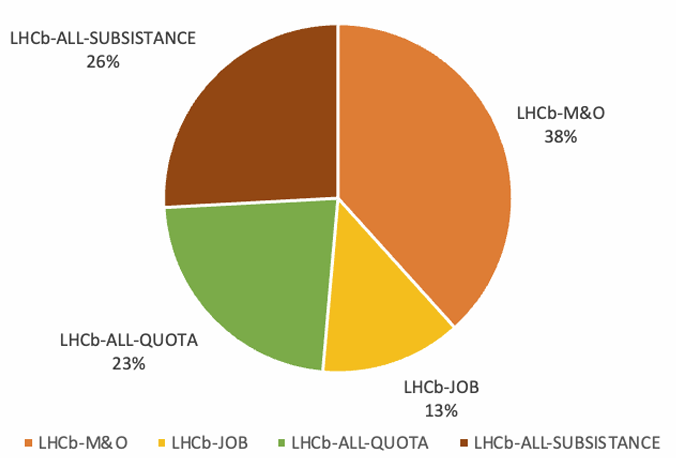 LHCb-ALL-SUBSISTANCE
26%
LHCb-M&O
38%
LHCb-ALL-QUOTA
23%
LHCb-JOB
13%
LHCb-M&O LHCb-JOB LHCb-ALL-QUOTA LHCb-ALL-SUBSISTANCE